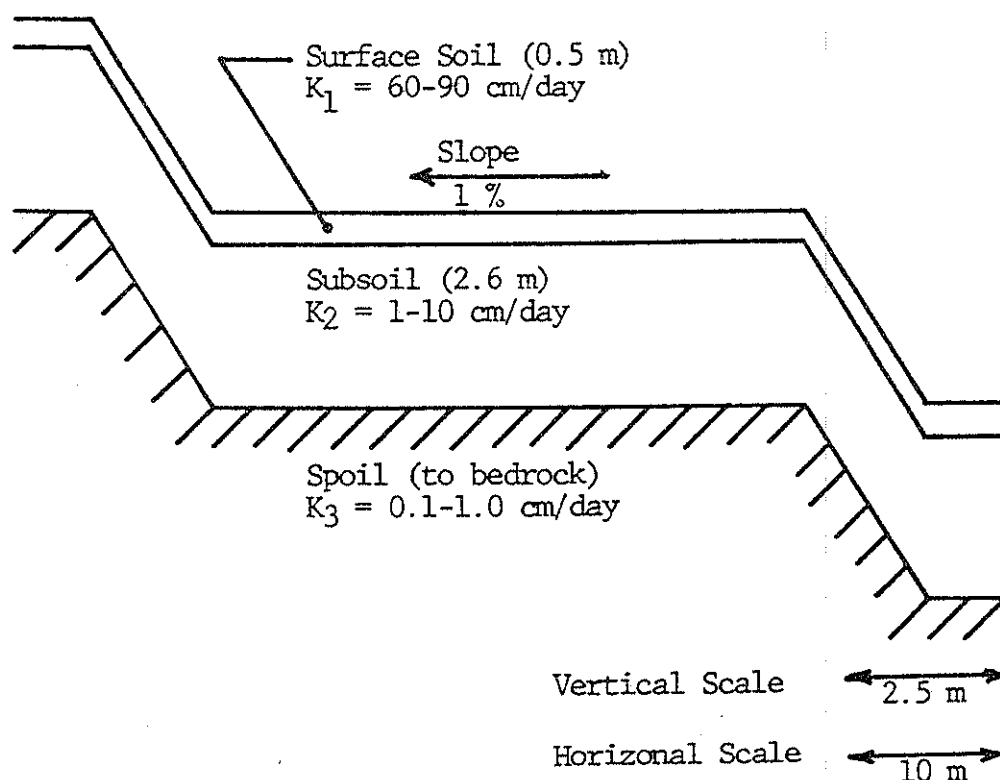 Surface Soil (0.5 m)
K1 = 60-90 cm/day
Slope
1 %
Subsoil (2.6 m)
K2 = 1-10 cm/day
Spoil (to bedrock)
K3 = 0.1-1.0 cm/day
Vertical Scale
2.5 m
Horizonal Scale
10 m